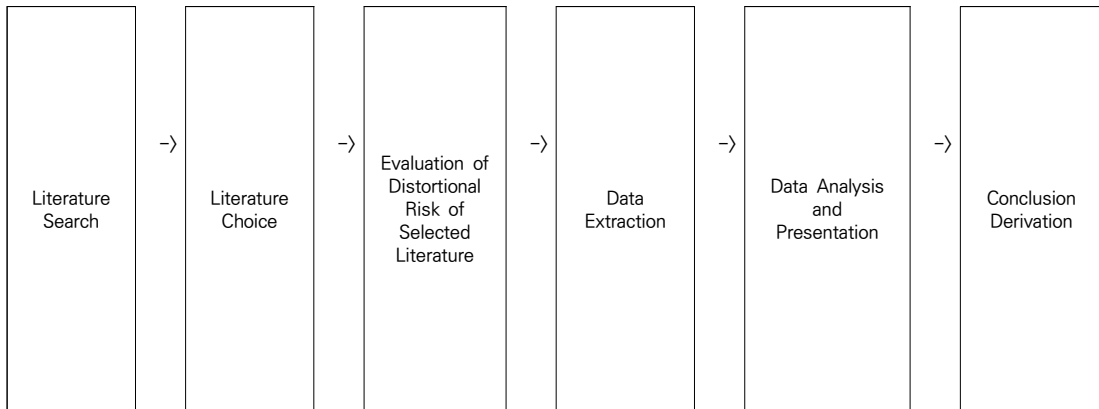 Literature
Search
->
Literature
Choice
->
Evaluation of
Distortional
Risk of
Selected
Literature
->
Data
Extraction
->
Data Analysis
and
Presentation
->
Conclusion
Derivation